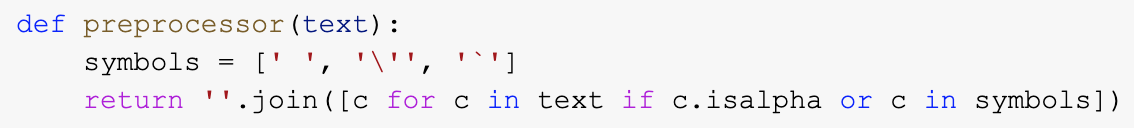 def preprocessor(text):
    symbols = [' ', '\'', '`']
    return ''.join([c for c in text if c.isalpha or c in symbols])